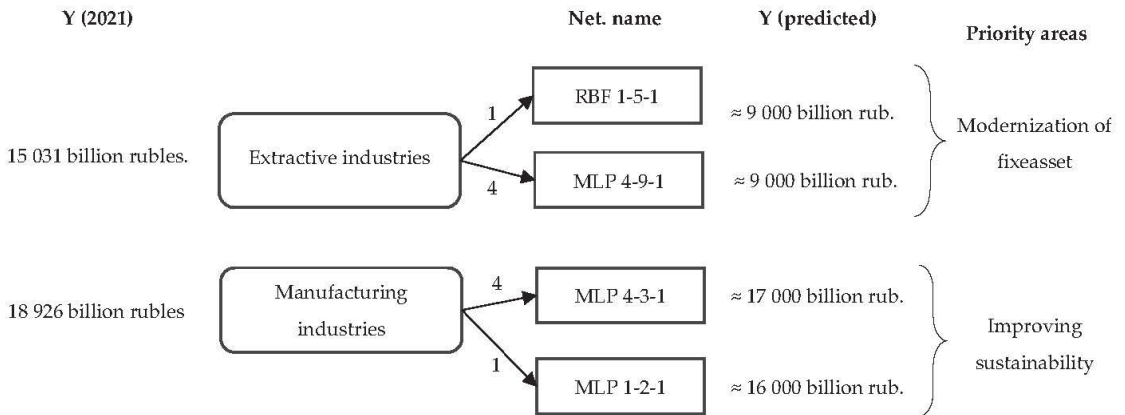 Y (2021)
Net. name
Y (predicted)
Priority areas
15 031 billion rubles.
Extractive industries
1
4
RBF 1-5-1
MLP 4-9-1
≈ 9 000 billion rub.
≈ 9 000 billion rub.
Modernization of
fixeasset
18 926 billion rubles
Manufacturing
industries
4
1
MLP 4-3-1
MLP 1-2-1
≈ 17 000 billion rub.
≈ 16 000 billion rub.
Improving
sustainability